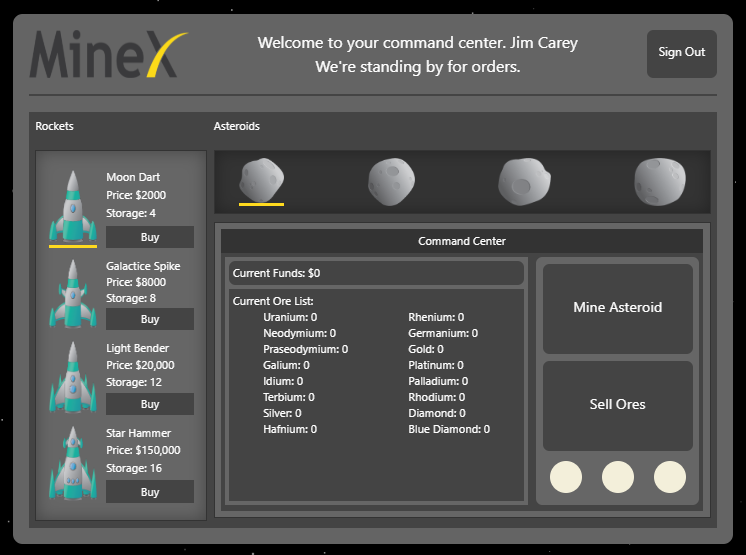 MineX
Welcome to your command center. Jim Carey
We're standing by for orders.
Sign Out
Rockets
Asteroids
Moon Dart
Price: $2000
Storage: 4
Buy
Galactice Spike
Price: $8000
Storage: 8
Buy
Light Bender
Price: $20,000
Storage: 12
Buy
Star Hammer
Price: $150,000
Storage: 16
Buy
Command Center
Current Funds: $0
Current Ore List:
Uranium: 0
Neodymium: 0
Praseodymium: 0
Galium: 0
Idium: 0
Terbium: 0
Silver: 0
Hafnium: 0
Rhenium: 0
Germanium: 0
Gold: 0
Platinum: 0
Palladium: 0
Rhodium: 0
Diamond: 0
Blue Diamond: 0
Mine Asteroid
Sell Ores